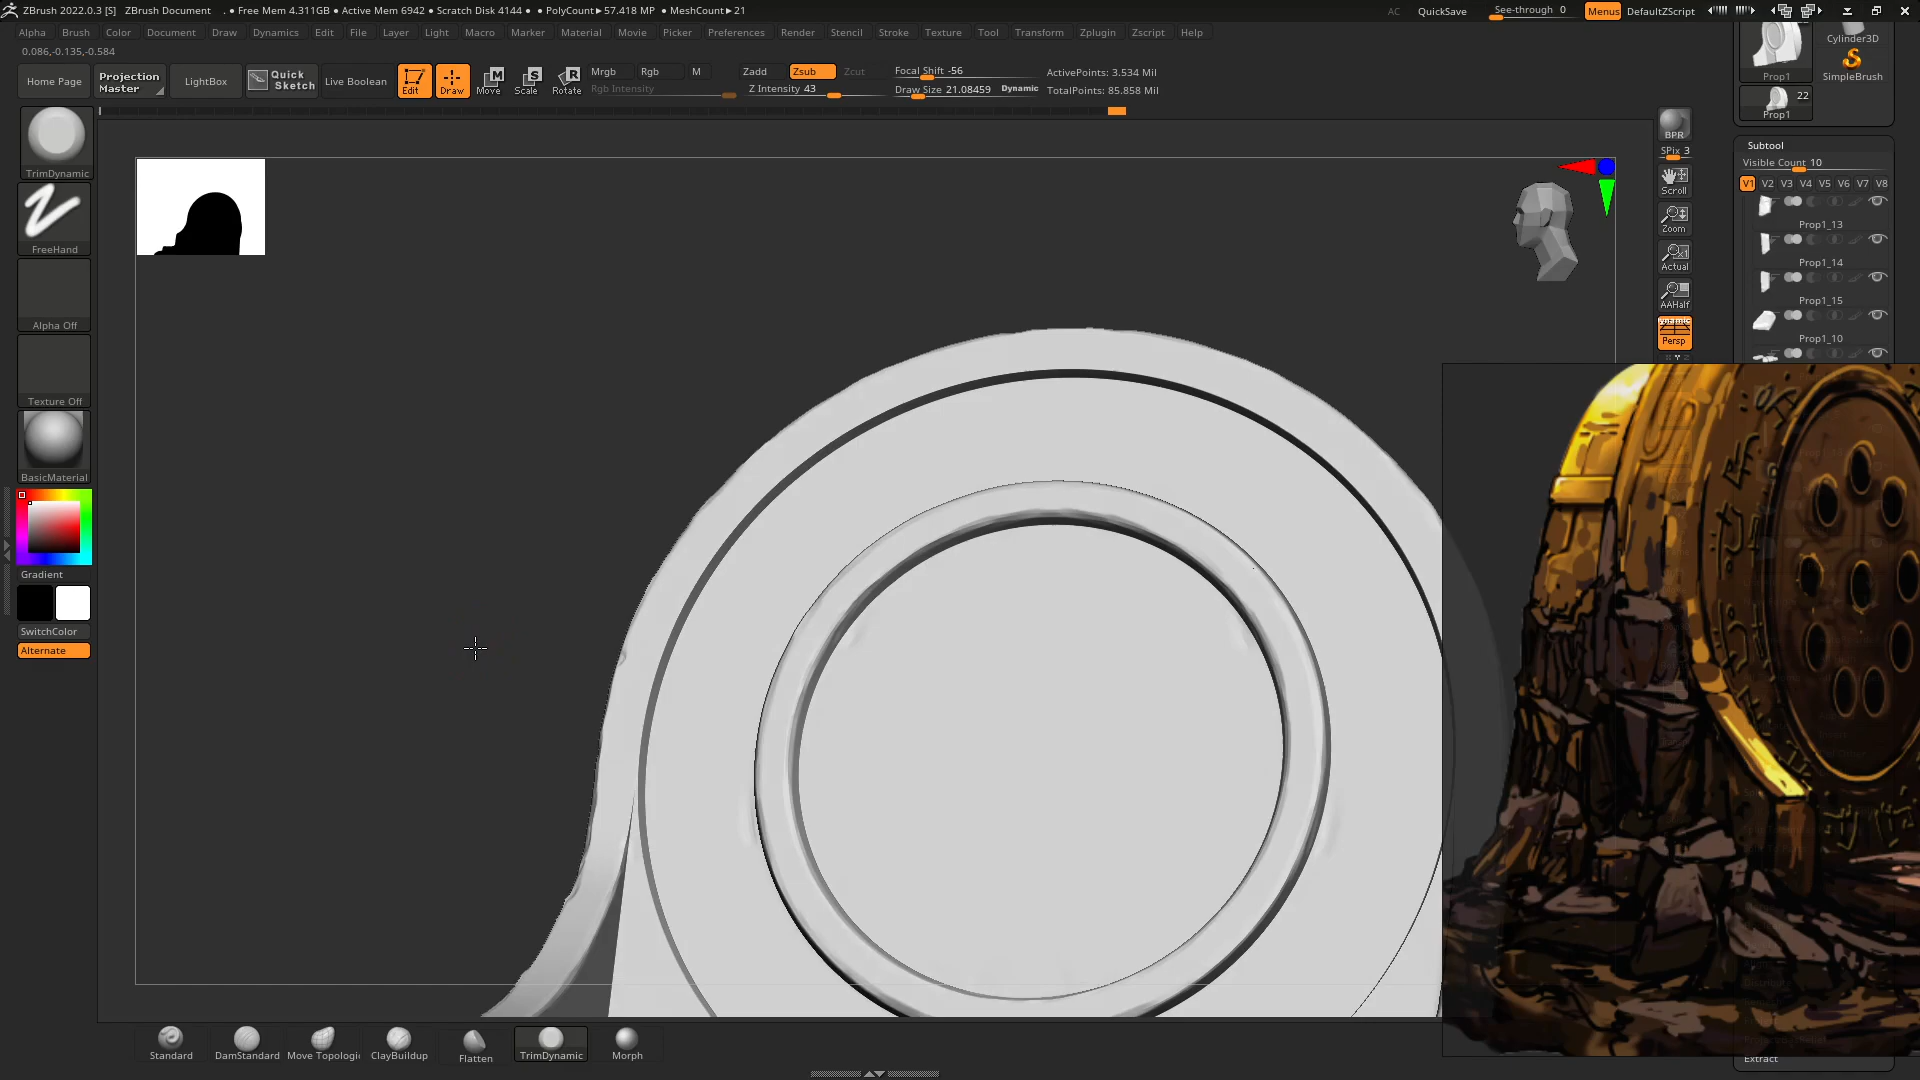 ZBrush 2022.0.3 [S] ZBrush Document . ● Free Mem 4.311GB ● Active Mem 6942 ● Scratch Disk 4144 ● ● PolyCount▸57.418 MP ● MeshCount▸21 AC QuickSave See-through 0 Menus DefaultZScript
Alpha Brush Color Document Draw Dynamics Edit File Layer Light Macro Marker Material Movie Picker Preferences Render Stencil Stroke Texture Tool Transform Zplugin Zscript Help
0.086,-0.135,-0.584
Home Page Projection Master LightBox Quick Sketch Live Boolean Edit Draw Move Scale Rotate
Mrgb Rgb M Zadd Zsub Zcut Focal Shift -56 ActivePoints: 3.534 Mil
Rgb Intensity Z Intensity 43 Draw Size 21.08459 Dynamic TotalPoints: 85.858 Mil
TrimDynamic
FreeHand
Alpha Off
Texture Off
BasicMaterial
Gradient
SwitchColor
Alternate
BPR
SPix 3
Scroll
Zoom
Actual
AAHalf
Dynamic
Persp
Cylinder3D
Prop1 SimpleBrush
22
Prop1
Subtool
Visible Count 10
V1 V2 V3 V4 V5 V6 V7 V8
Prop1_13
Prop1_14
Prop1_15
Prop1_10
Extract
Standard DamStandard Move Topologi ClayBuildup Flatten TrimDynamic Morph